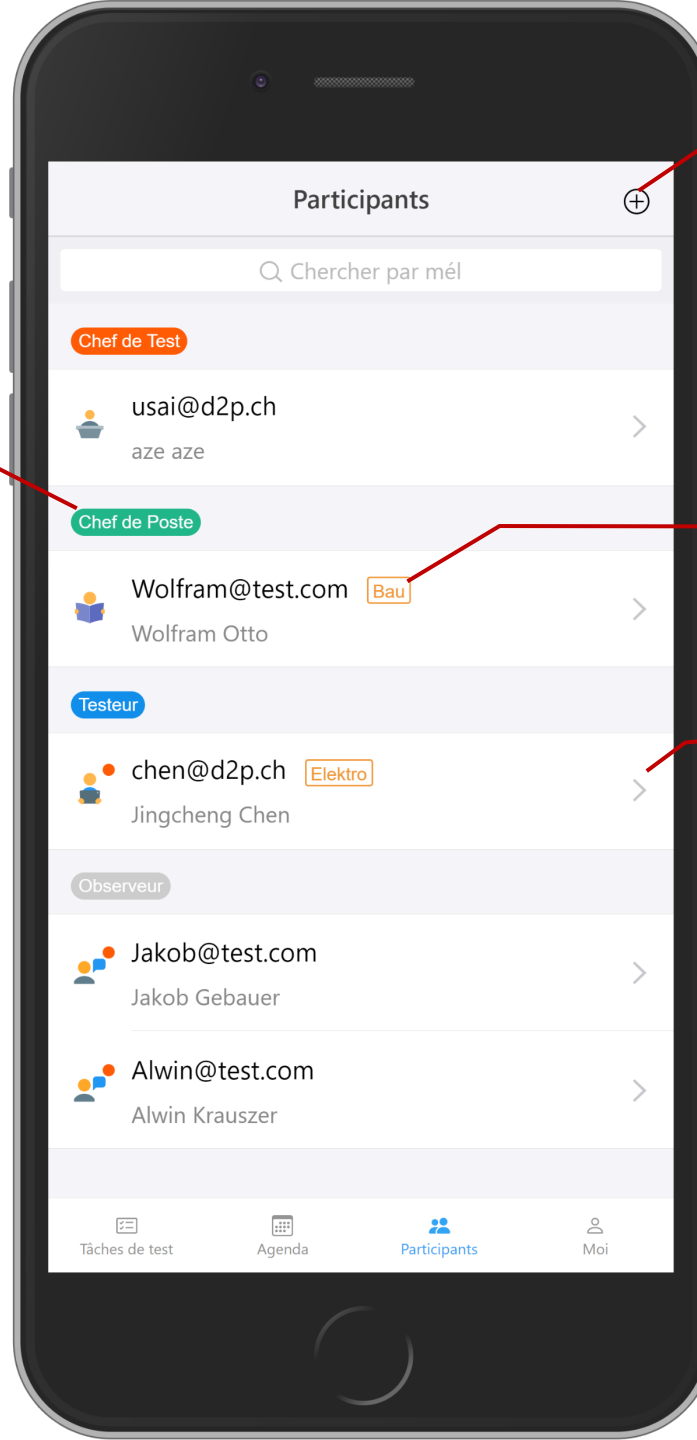 Participants
Chercher par mél
Chef de Test
usai@d2p.ch
aze aze
Chef de Poste
Wolfram@test.com Bau
Wolfram Otto
Testeur
chen@d2p.ch Elektro
Jingcheng Chen
Observeur
Jakob@test.com
Jakob Gebauer
Alwin@test.com
Alwin Krauszer
Tâches de test Agenda Participants Moi